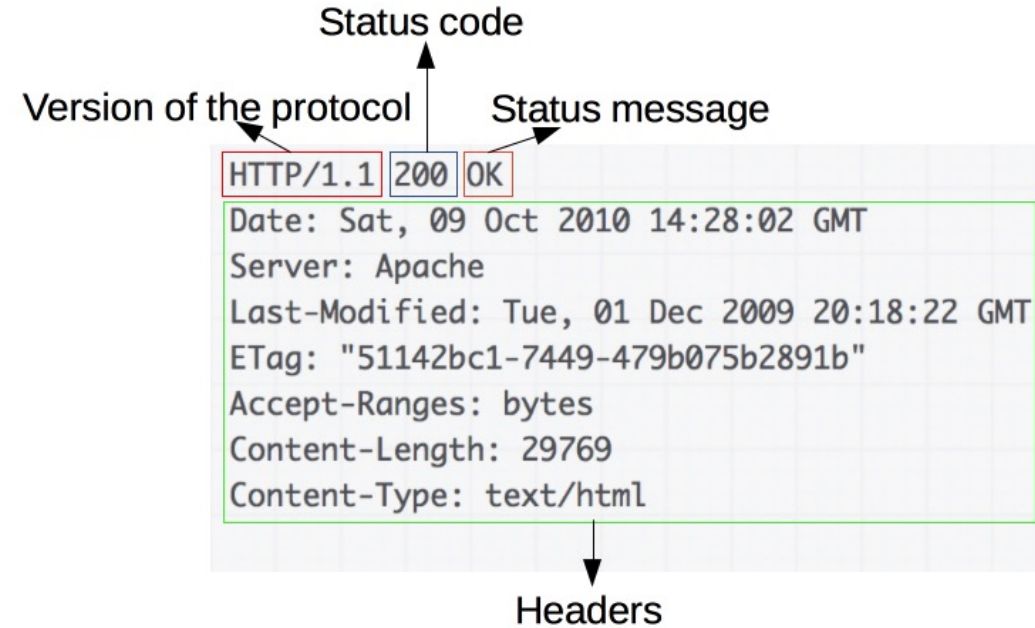 Status code
Version of the protocol
Status message
HTTP/1.1 200 OK
Date: Sat, 09 Oct 2010 14:28:02 GMT
Server: Apache
Last-Modified: Tue, 01 Dec 2009 20:18:22 GMT
ETag: "51142bc1-7449-479b075b2891b"
Accept-Ranges: bytes
Content-Length: 29769
Content-Type: text/html
Headers